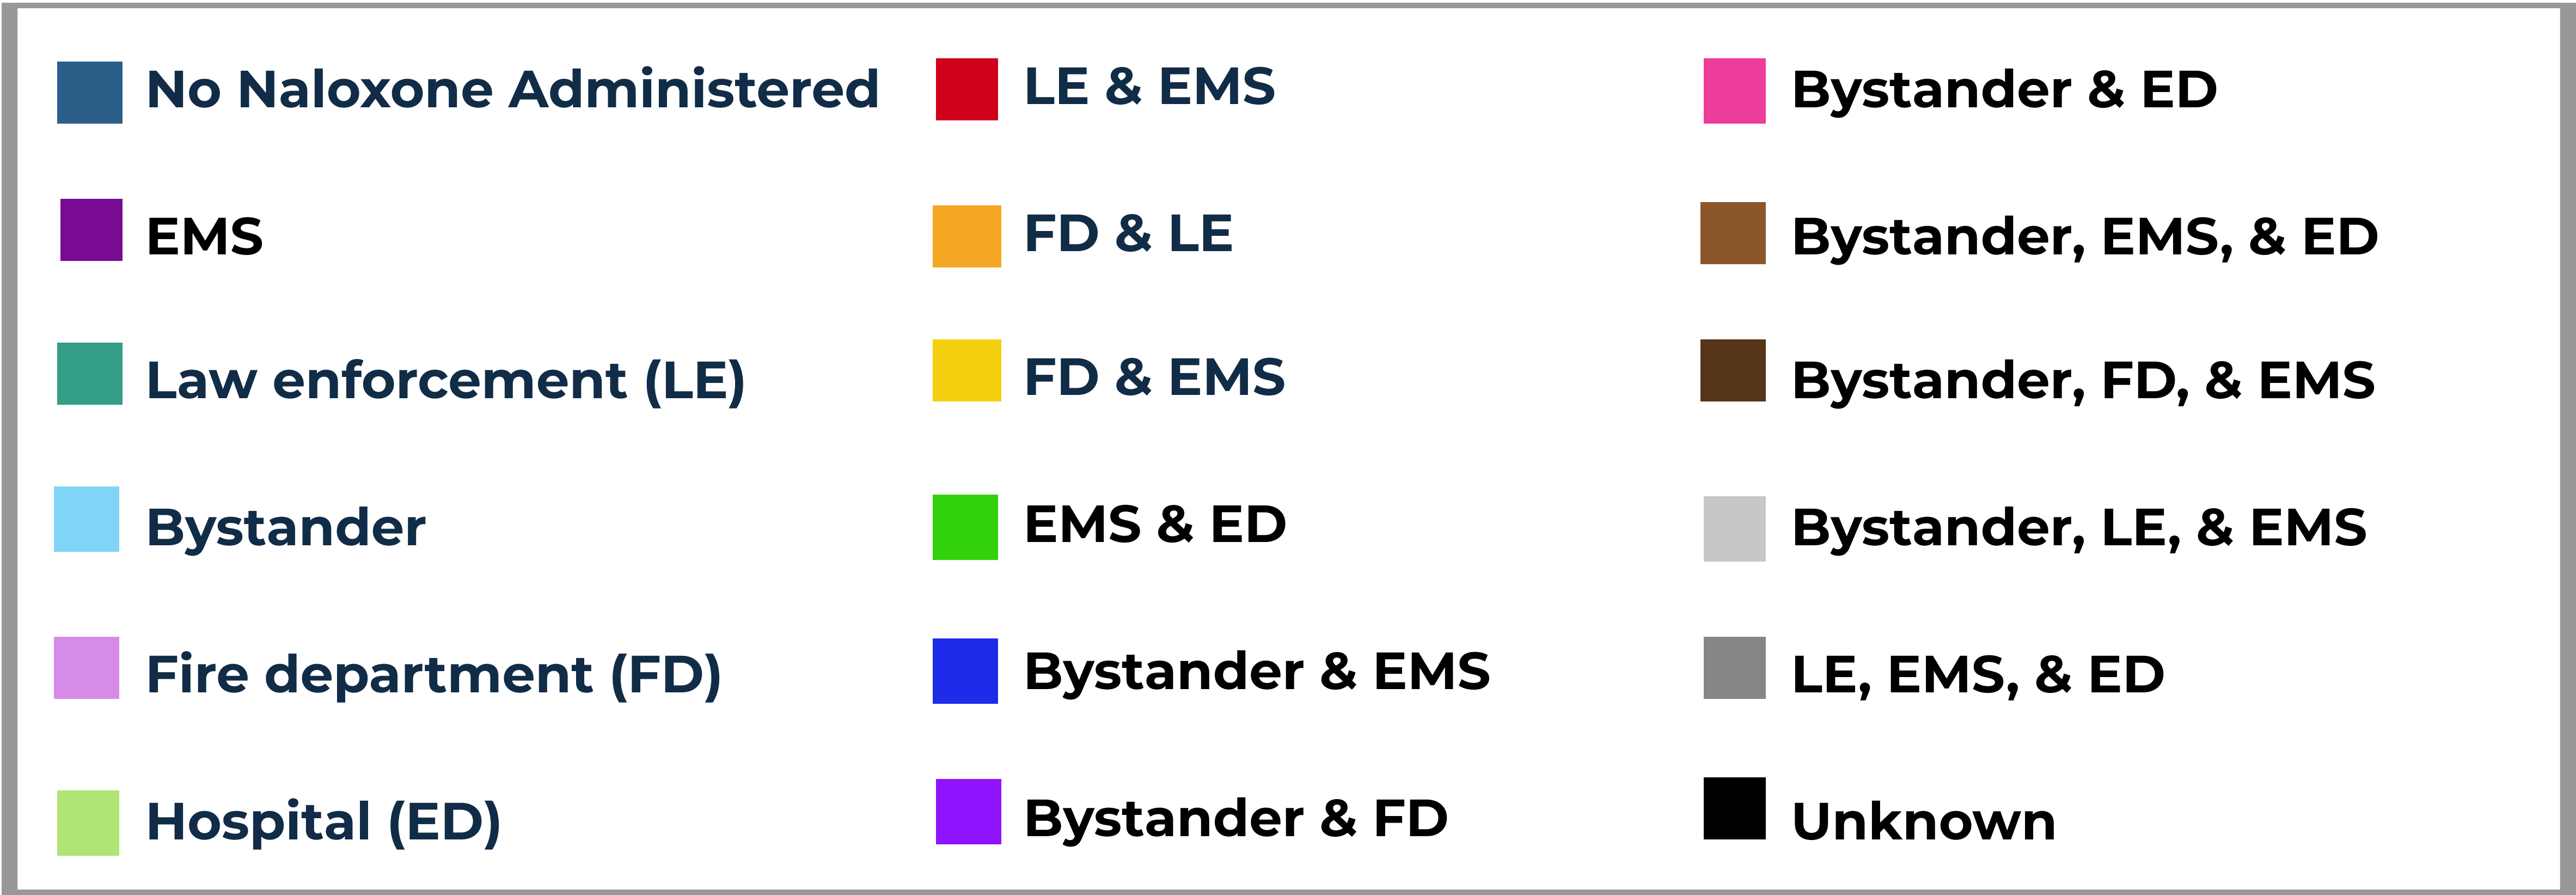 No Naloxone Administered
EMS
Law enforcement (LE)
Bystander
Fire department (FD)
Hospital (ED)
LE & EMS
FD & LE
FD & EMS
EMS & ED
Bystander & EMS
Bystander & FD
Bystander & ED
Bystander, EMS, & ED
Bystander, FD, & EMS
Bystander, LE, & EMS
LE, EMS, & ED
Unknown